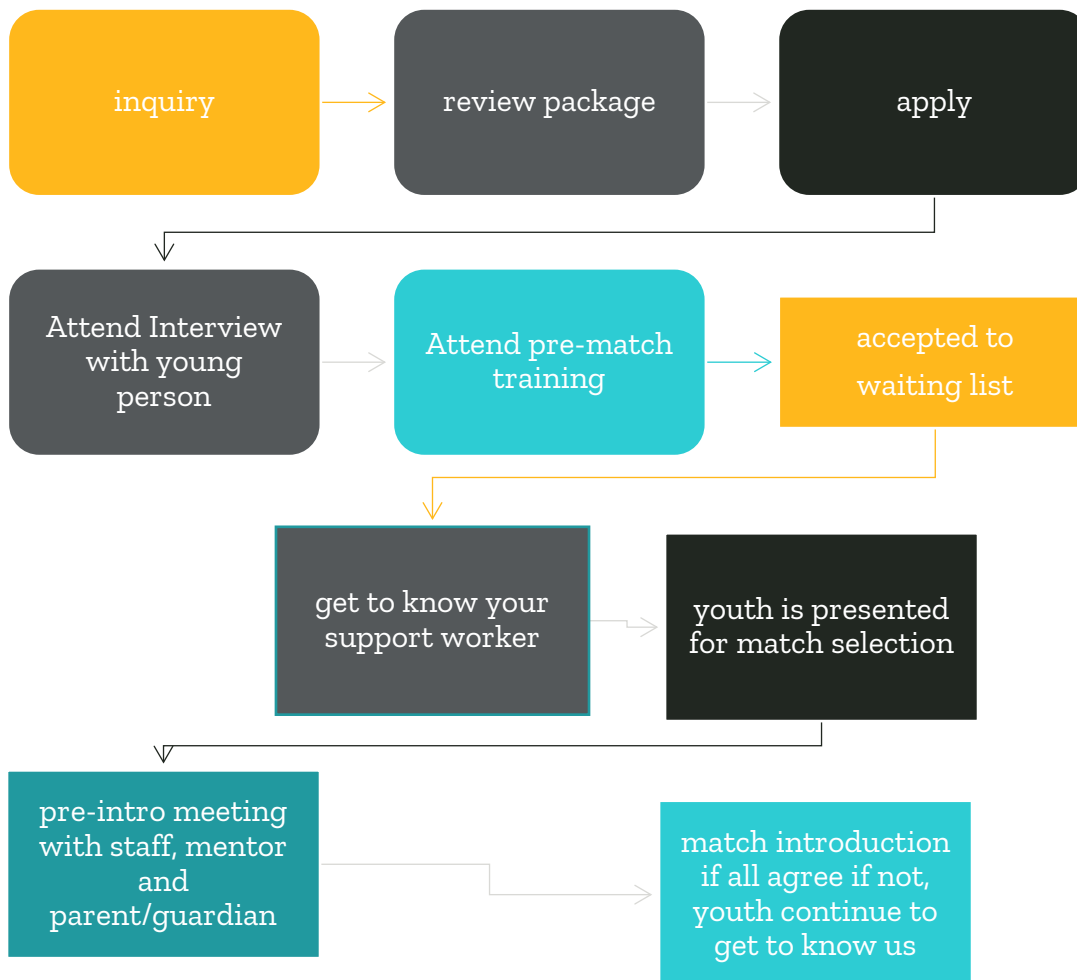 inquiry
review package
apply
Attend Interview
with young
person
Attend pre-match
training
accepted to
waiting list
get to know your
support worker
youth is presented
for match selection
pre-intro meeting
with staff, mentor
and
parent/guardian
match introduction
if all agree if not,
youth continue to
get to know us